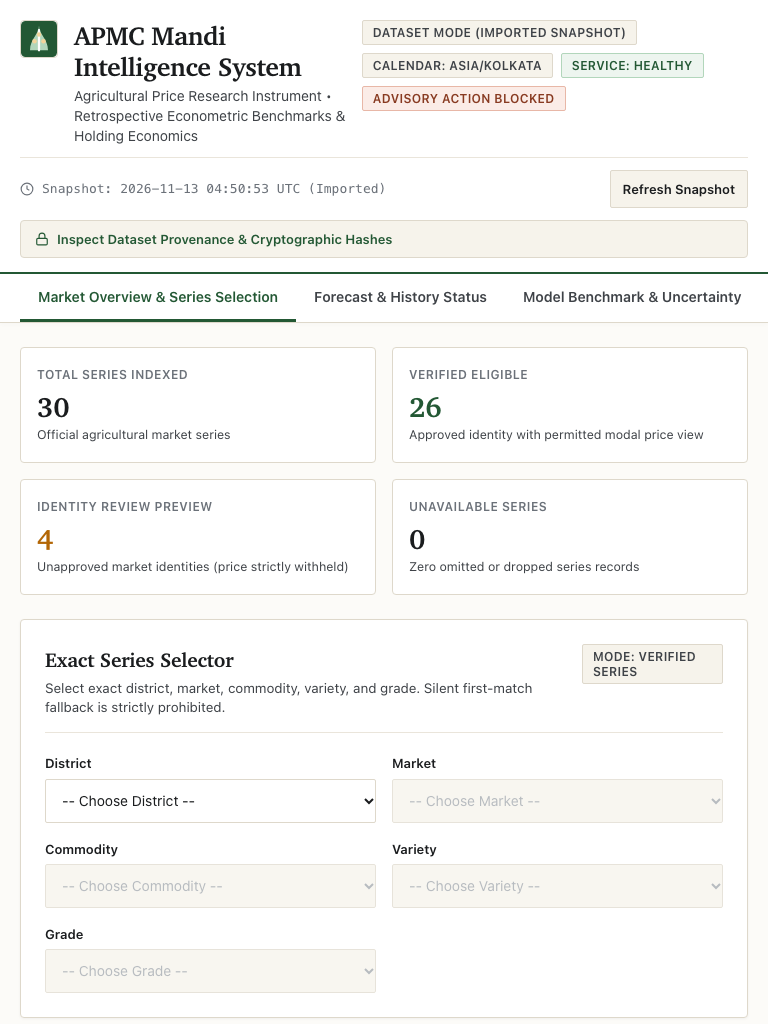 APMC Mandi
Intelligence System
Agricultural Price Research Instrument •
Retrospective Econometric Benchmarks &
Holding Economics
DATASET MODE (IMPORTED SNAPSHOT)
CALENDAR: ASIA/KOLKATA
SERVICE: HEALTHY
ADVISORY ACTION BLOCKED
Snapshot: 2026-11-13 04:50:53 UTC (Imported)
Refresh Snapshot
Inspect Dataset Provenance & Cryptographic Hashes
Market Overview & Series Selection
Forecast & History Status
Model Benchmark & Uncertainty
TOTAL SERIES INDEXED
30
Official agricultural market series
VERIFIED ELIGIBLE
26
Approved identity with permitted modal price view
IDENTITY REVIEW PREVIEW
4
Unapproved market identities (price strictly withheld)
UNAVAILABLE SERIES
0
Zero omitted or dropped series records
Exact Series Selector
Select exact district, market, commodity, variety, and grade. Silent first-match
fallback is strictly prohibited.
MODE: VERIFIED
SERIES
District
-- Choose District --
Market
-- Choose Market --
Commodity
-- Choose Commodity --
Variety
-- Choose Variety --
Grade
-- Choose Grade --